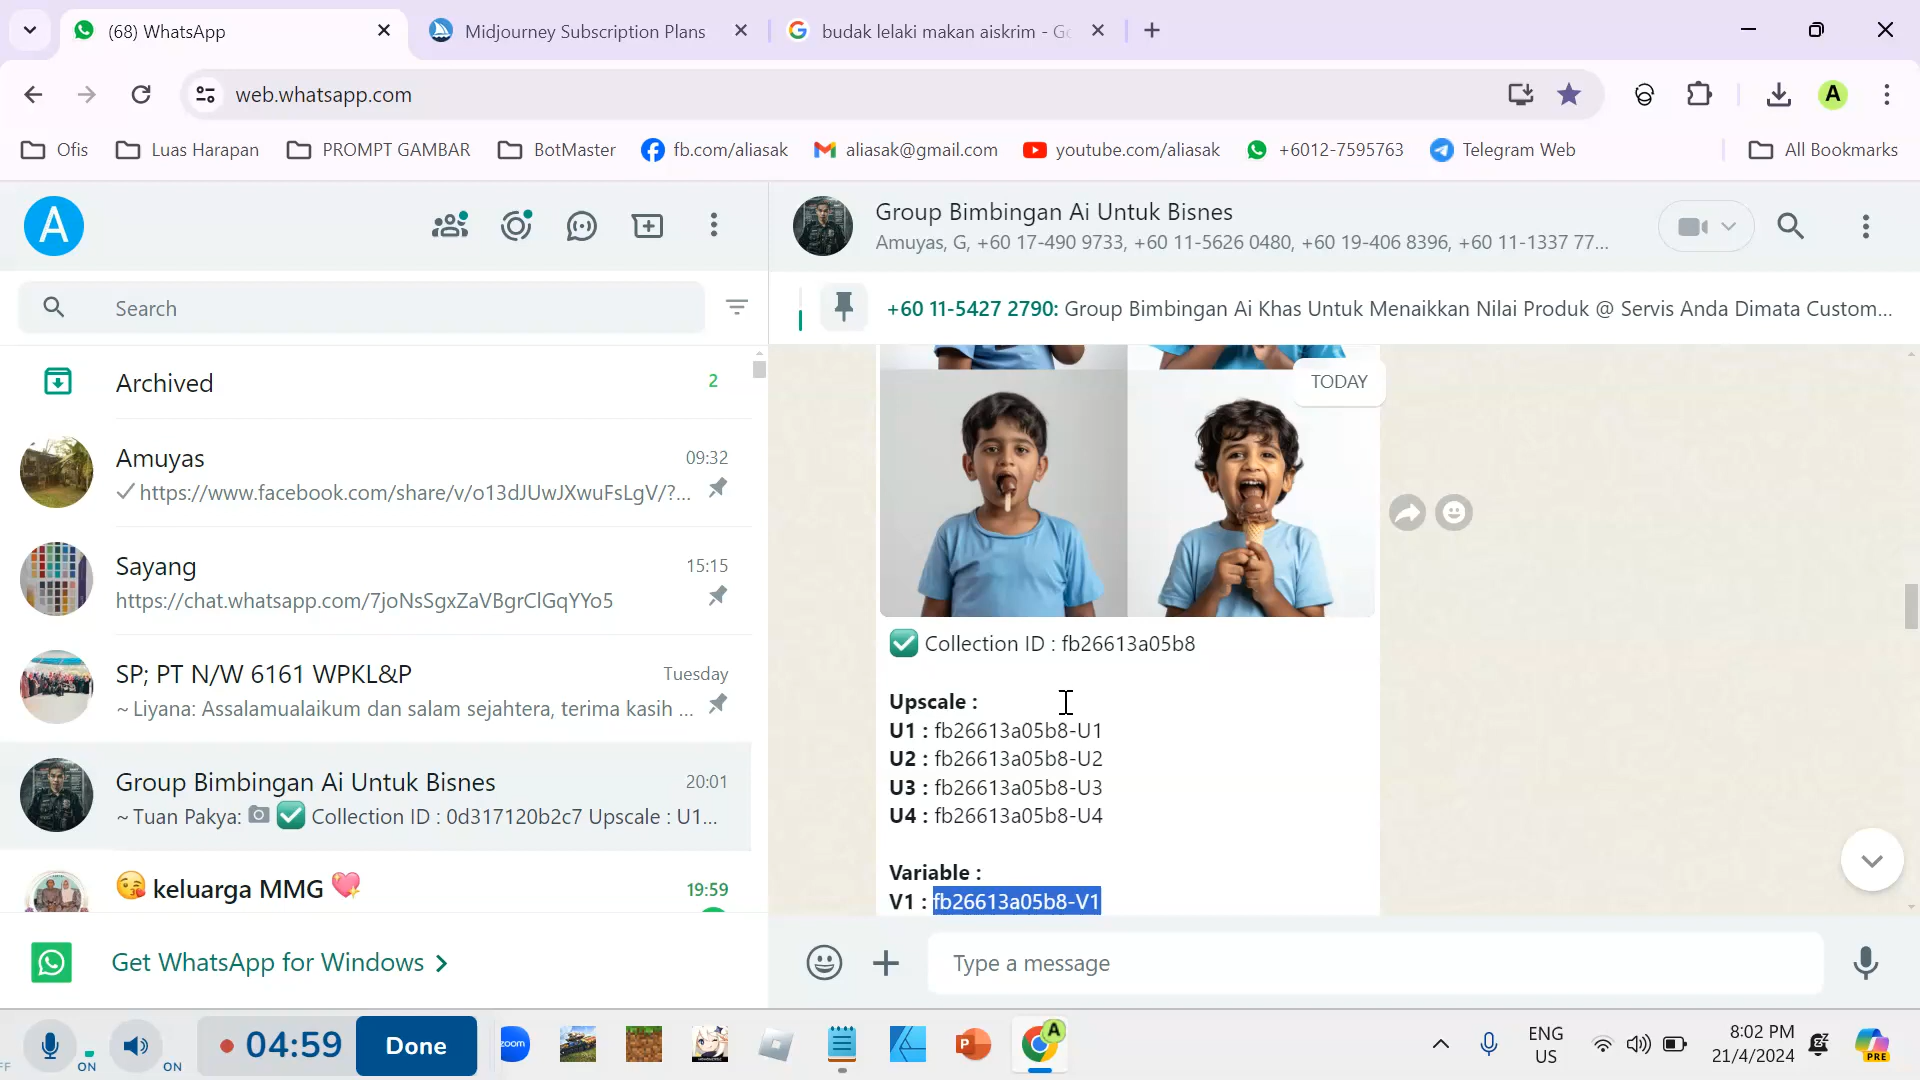 (68) WhatsApp
Midjourney Subscription Plans
budak lelaki makan aiskrim - Go
web.whatsapp.com
A
Ofis
Luas Harapan
PROMPT GAMBAR
BotMaster
fb.com/aliasak
aliasak@gmail.com
youtube.com/aliasak
+6012-7595763
Telegram Web
All Bookmarks
A
Group Bimbingan Ai Untuk Bisnes
Amuyas, G, +60 17-490 9733, +60 11-5626 0480, +60 19-406 8396, +60 11-1337 77...
Search
+60 11-5427 2790: Group Bimbingan Ai Khas Untuk Menaikkan Nilai Produk @ Servis Anda Dimata Custom...
Archived
2
TODAY
Amuyas
09:32
https://www.facebook.com/share/v/o13dJUwJXwuFsLgV/?...
Sayang
15:15
https://chat.whatsapp.com/7joNsSgxZaVBgrClGqYYo5
SP; PT N/W 6161 WPKL&P
Tuesday
~ Liyana: Assalamualaikum dan salam sejahtera, terima kasih ...
Group Bimbingan Ai Untuk Bisnes
20:01
~ Tuan Pakya: 📷 ✅ Collection ID : 0d317120b2c7 Upscale : U1...
😘 keluarga MMG 💖
19:59
Get WhatsApp for Windows
✅ Collection ID : fb26613a05b8
Upscale :
U1 : fb26613a05b8-U1
U2 : fb26613a05b8-U2
U3 : fb26613a05b8-U3
U4 : fb26613a05b8-U4
Variable :
V1 : fb26613a05b8-V1
Type a message
ON
ON
04:59
Done
zoom
P
A
ENG
US
8:02 PM
21/4/2024
PRE